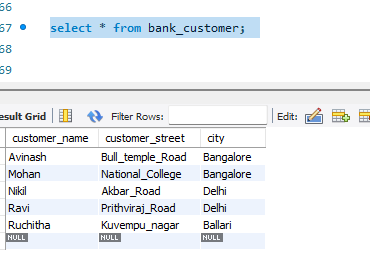 66
67 select * from bank_customer;
68
69
Result Grid Filter Rows: Edit:
customer_name customer_street city
Avinash Bull_temple_Road Bangalore
Mohan National_College Bangalore
Nikil Akbar_Road Delhi
Ravi Prithviraj_Road Delhi
Ruchitha Kuvempu_nagar Ballari
NULL NULL NULL